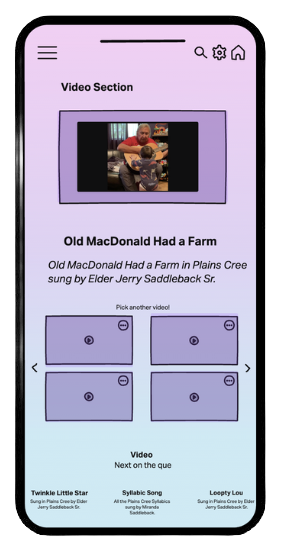 Video Section
Old MacDonald Had a Farm
Old MacDonald Had a Farm in Plains Cree
sung by Elder Jerry Saddleback Sr.
Pick another video!
Video
Next on the que
Twinkle Little Star
Sung in Plains Cree by Elder
Jerry Saddleback Sr.
Syllabic Song
All the Plains Cree Syllabics
sung by Miranda
Saddleback
Loopty Lou
Sung in Plains Cree by Elder
Jerry Saddleback Sr.